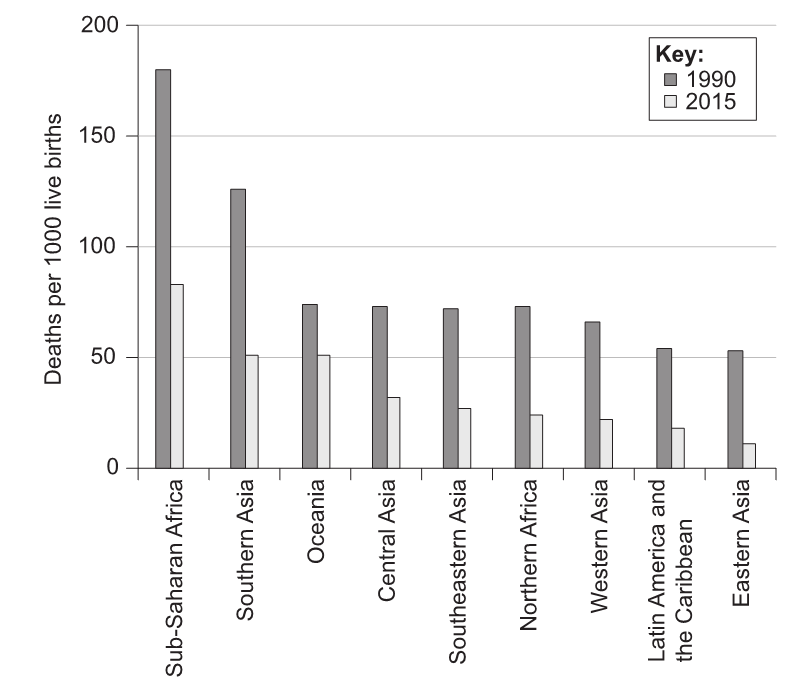 200
150
100
50
0
Deaths per 1000 live births
Key:
1990
2015
Sub-Saharan Africa
Southern Asia
Oceania
Central Asia
Southeastern Asia
Northern Africa
Western Asia
Latin America and
the Caribbean
Eastern Asia